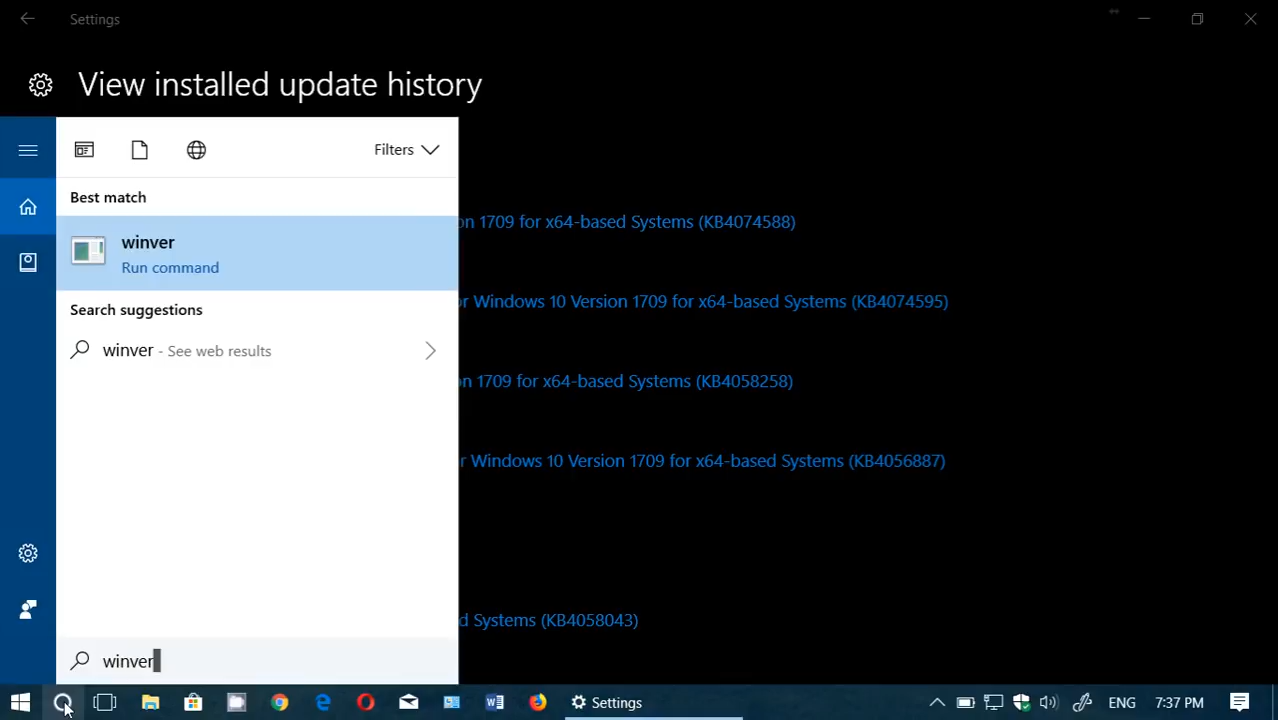 Settings
View installed update history
Filters
Best match
winver
Run command
Search suggestions
winver - See web results
on 1709 for x64-based Systems (KB4074588)
or Windows 10 Version 1709 for x64-based Systems (KB4074595)
on 1709 for x64-based Systems (KB4058258)
or Windows 10 Version 1709 for x64-based Systems (KB4056887)
d Systems (KB4058043)
winver
Settings
ENG
7:37 PM